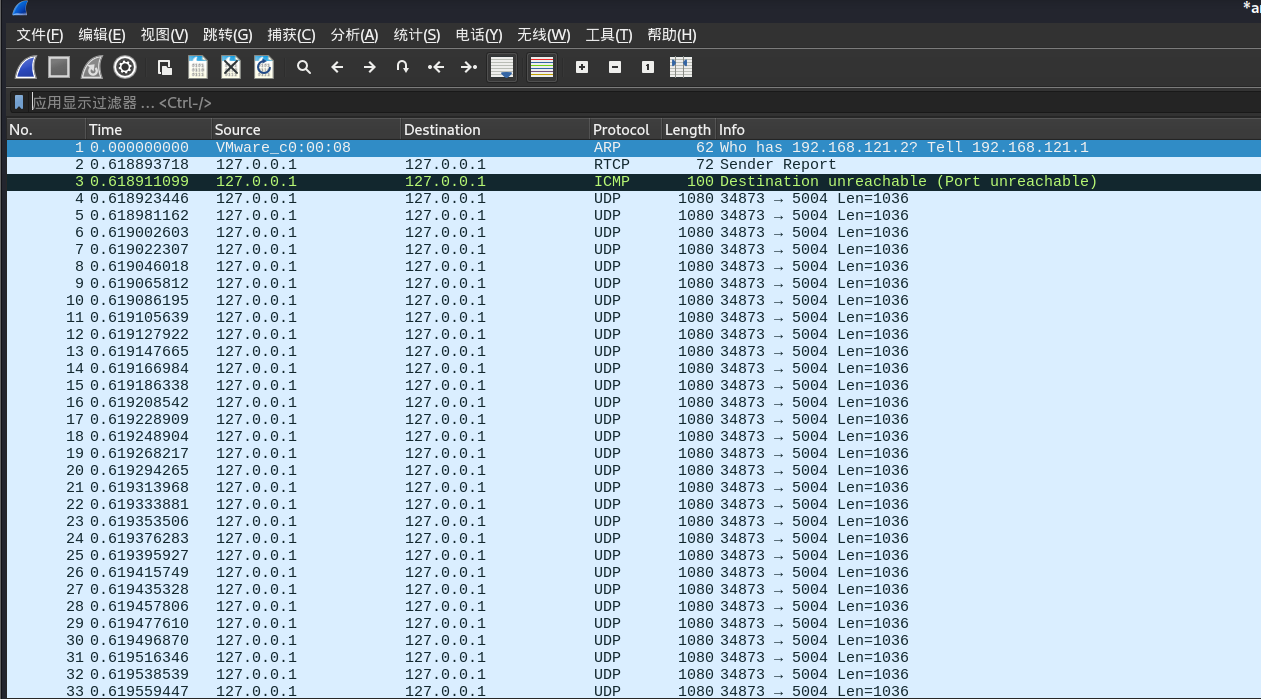 *a
文件(F) 编辑(E) 视图(V) 跳转(G) 捕获(C) 分析(A) 统计(S) 电话(Y) 无线(W) 工具(T) 帮助(H)
应用显示过滤器 … <Ctrl-/>
No. Time Source Destination Protocol Length Info
1 0.000000000 VMware_c0:00:08 ARP 62 Who has 192.168.121.2? Tell 192.168.121.1
2 0.618893718 127.0.0.1 127.0.0.1 RTCP 72 Sender Report
3 0.618911099 127.0.0.1 127.0.0.1 ICMP 100 Destination unreachable (Port unreachable)
4 0.618923446 127.0.0.1 127.0.0.1 UDP 1080 34873 → 5004 Len=1036
5 0.618981162 127.0.0.1 127.0.0.1 UDP 1080 34873 → 5004 Len=1036
6 0.619002603 127.0.0.1 127.0.0.1 UDP 1080 34873 → 5004 Len=1036
7 0.619022307 127.0.0.1 127.0.0.1 UDP 1080 34873 → 5004 Len=1036
8 0.619046018 127.0.0.1 127.0.0.1 UDP 1080 34873 → 5004 Len=1036
9 0.619065812 127.0.0.1 127.0.0.1 UDP 1080 34873 → 5004 Len=1036
10 0.619086195 127.0.0.1 127.0.0.1 UDP 1080 34873 → 5004 Len=1036
11 0.619105639 127.0.0.1 127.0.0.1 UDP 1080 34873 → 5004 Len=1036
12 0.619127922 127.0.0.1 127.0.0.1 UDP 1080 34873 → 5004 Len=1036
13 0.619147665 127.0.0.1 127.0.0.1 UDP 1080 34873 → 5004 Len=1036
14 0.619166984 127.0.0.1 127.0.0.1 UDP 1080 34873 → 5004 Len=1036
15 0.619186338 127.0.0.1 127.0.0.1 UDP 1080 34873 → 5004 Len=1036
16 0.619208542 127.0.0.1 127.0.0.1 UDP 1080 34873 → 5004 Len=1036
17 0.619228909 127.0.0.1 127.0.0.1 UDP 1080 34873 → 5004 Len=1036
18 0.619248904 127.0.0.1 127.0.0.1 UDP 1080 34873 → 5004 Len=1036
19 0.619268217 127.0.0.1 127.0.0.1 UDP 1080 34873 → 5004 Len=1036
20 0.619294265 127.0.0.1 127.0.0.1 UDP 1080 34873 → 5004 Len=1036
21 0.619313968 127.0.0.1 127.0.0.1 UDP 1080 34873 → 5004 Len=1036
22 0.619333881 127.0.0.1 127.0.0.1 UDP 1080 34873 → 5004 Len=1036
23 0.619353506 127.0.0.1 127.0.0.1 UDP 1080 34873 → 5004 Len=1036
24 0.619376283 127.0.0.1 127.0.0.1 UDP 1080 34873 → 5004 Len=1036
25 0.619395927 127.0.0.1 127.0.0.1 UDP 1080 34873 → 5004 Len=1036
26 0.619415749 127.0.0.1 127.0.0.1 UDP 1080 34873 → 5004 Len=1036
27 0.619435328 127.0.0.1 127.0.0.1 UDP 1080 34873 → 5004 Len=1036
28 0.619457806 127.0.0.1 127.0.0.1 UDP 1080 34873 → 5004 Len=1036
29 0.619477610 127.0.0.1 127.0.0.1 UDP 1080 34873 → 5004 Len=1036
30 0.619496870 127.0.0.1 127.0.0.1 UDP 1080 34873 → 5004 Len=1036
31 0.619516346 127.0.0.1 127.0.0.1 UDP 1080 34873 → 5004 Len=1036
32 0.619538539 127.0.0.1 127.0.0.1 UDP 1080 34873 → 5004 Len=1036
33 0.619559447 127.0.0.1 127.0.0.1 UDP 1080 34873 → 5004 Len=1036